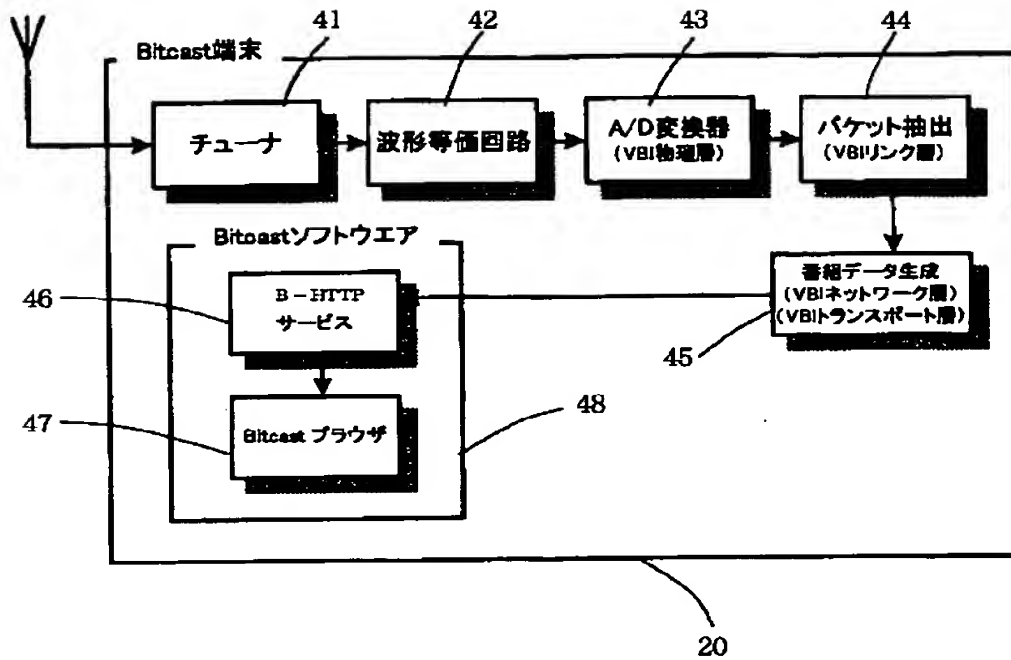 41
42
43
44
Bitcast端末
チューナ
波形等価回路
A/D変換器
(VBI物理層)
パケット抽出
(VBIリンク層)
Bitcastソフトウエア
46
B－HTTP
サービス
番組データ生成
(VBIネットワーク層)
(VBIトランスポート層)
45
47
Bitcast ブラウザ
48
20